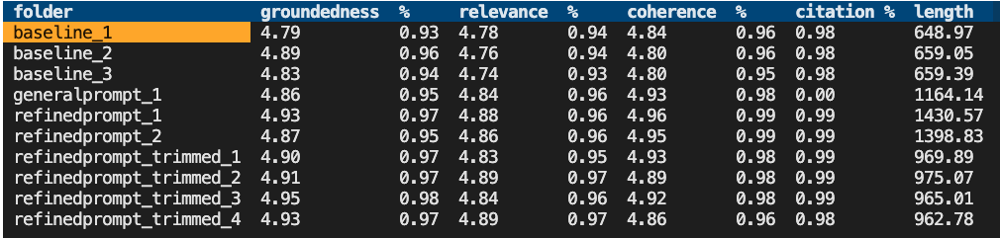 folder groundedness % relevance % coherence % citation % length
baseline_1 4.79 0.93 4.78 0.94 4.84 0.96 0.98 648.97
baseline_2 4.89 0.96 4.76 0.94 4.80 0.96 0.98 659.05
baseline_3 4.83 0.94 4.74 0.93 4.80 0.95 0.98 659.39
generalprompt_1 4.86 0.95 4.84 0.96 4.93 0.98 0.00 1164.14
refinedprompt_1 4.93 0.97 4.88 0.96 4.96 0.99 0.99 1430.57
refinedprompt_2 4.87 0.95 4.86 0.96 4.95 0.99 0.99 1398.83
refinedprompt_trimmed_1 4.90 0.97 4.83 0.95 4.93 0.98 0.99 969.89
refinedprompt_trimmed_2 4.91 0.97 4.89 0.97 4.89 0.98 0.99 975.07
refinedprompt_trimmed_3 4.95 0.98 4.84 0.96 4.92 0.98 0.99 965.01
refinedprompt_trimmed_4 4.93 0.97 4.89 0.97 4.86 0.96 0.98 962.78